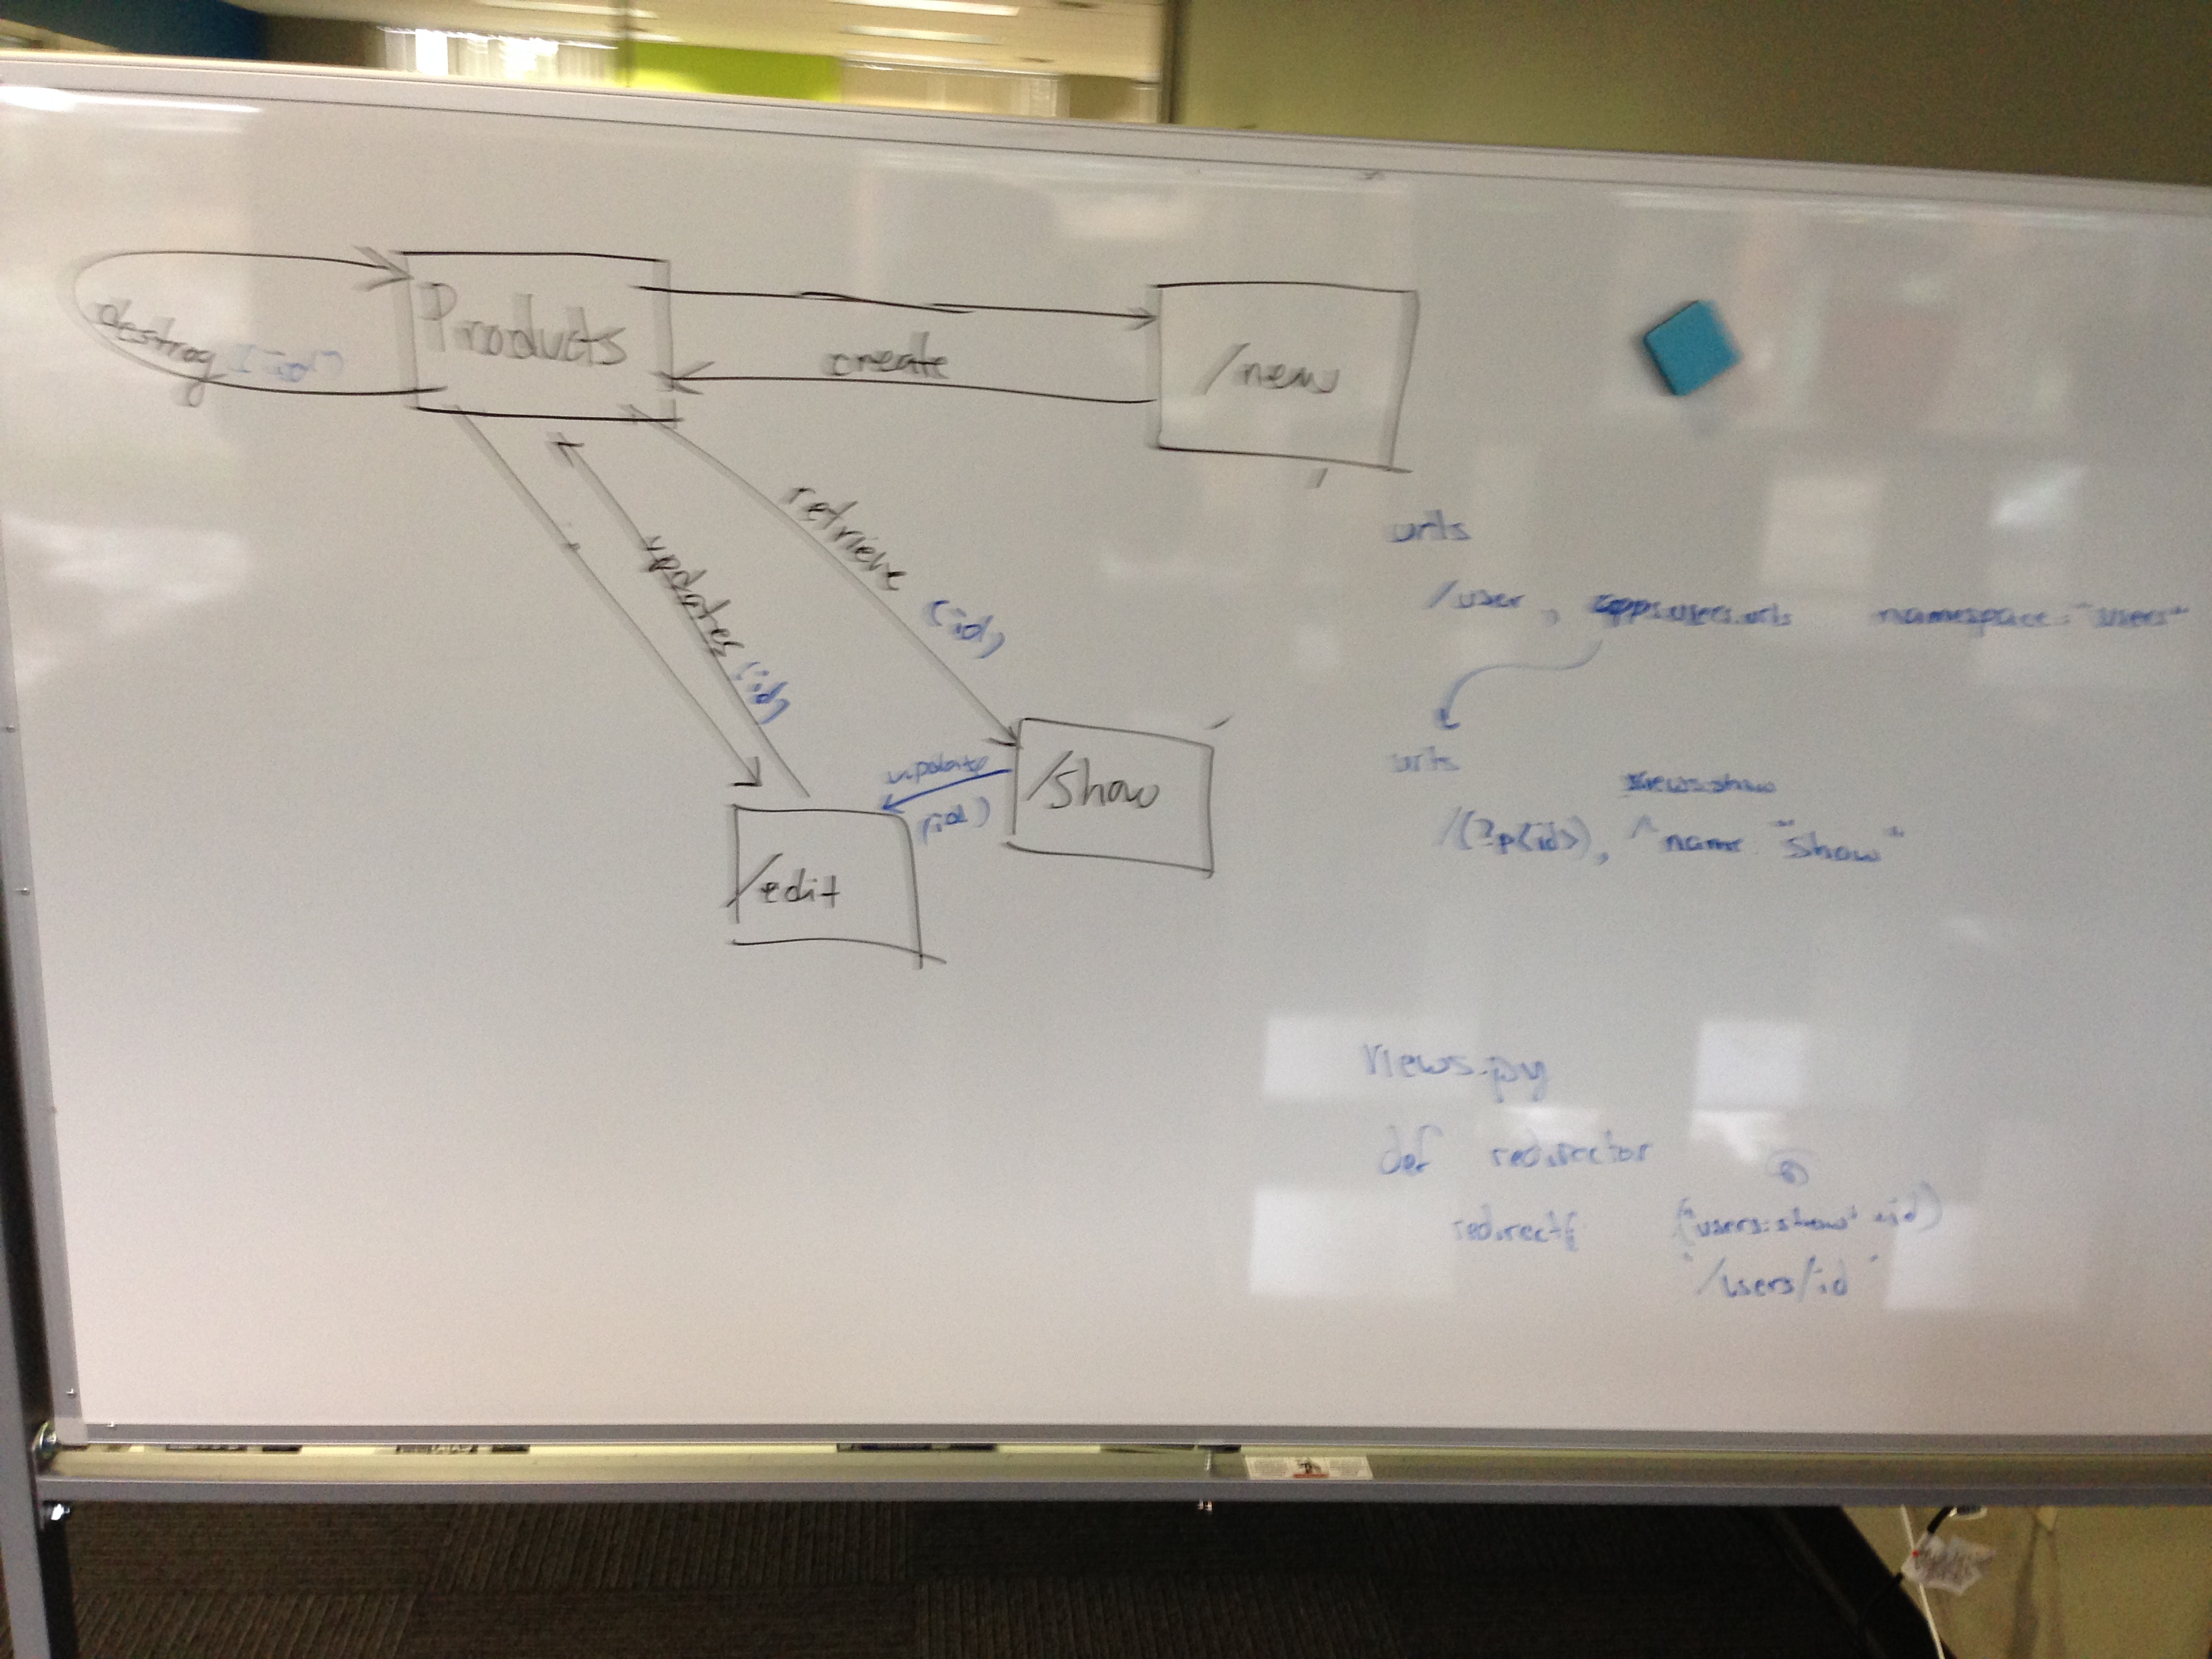 Products
destroy (id)
create
/new
retrieve (id)
updates (id)
update (id)
/show
/edit
urls
/user, apps.users.urls namespace="users"
urls
views.show
/(?p<id>), ^ name "show"
views.py
def redirector
redirect( ("users:show" id)
"/users/id"